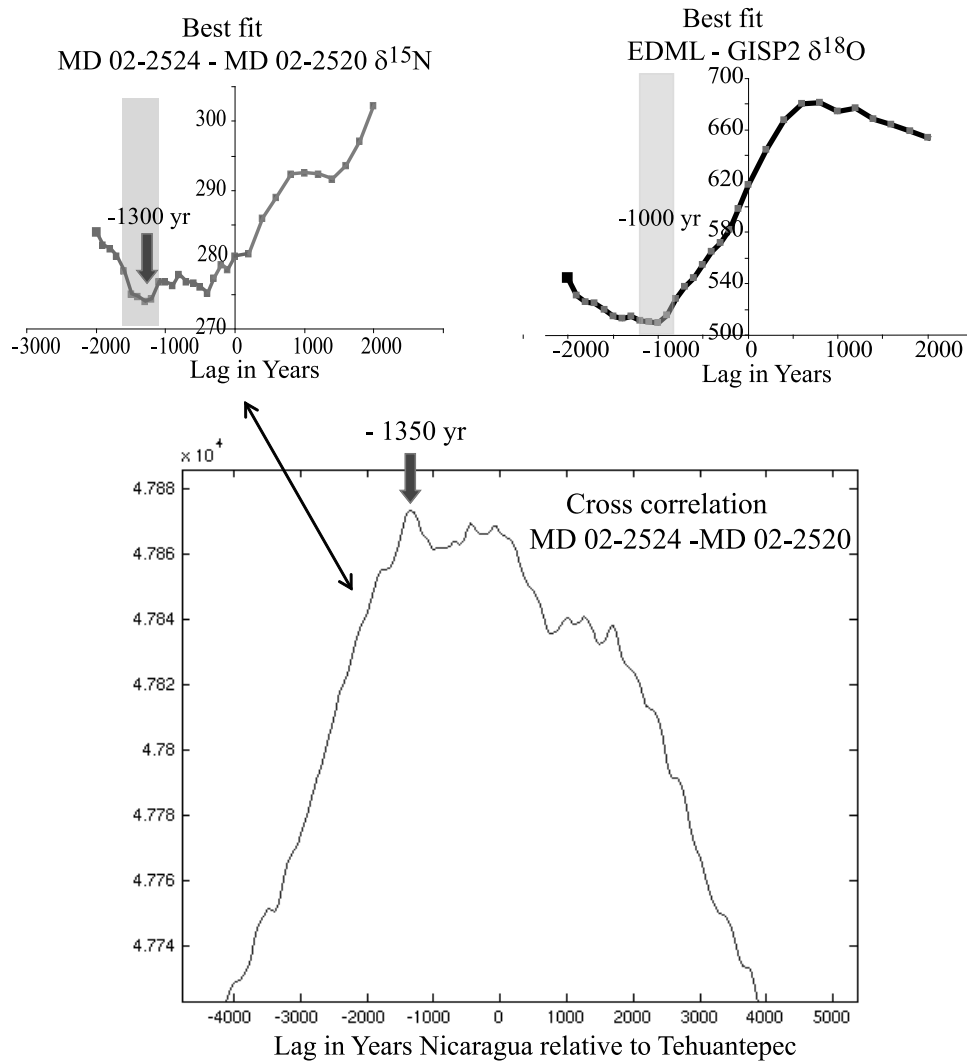 Best fit
MD 02-2524 - MD 02-2520 δ¹⁵N
300
290
280
270
-1300 yr
-3000 -2000 -1000 0 1000 2000
Lag in Years
Best fit
EDML - GISP2 δ¹⁸O
700
660
620
580
540
500
-1000 yr
-2000 -1000 0 1000 2000
Lag in Years
- 1350 yr
x 10⁴
Cross correlation
MD 02-2524 -MD 02-2520
4.788
4.786
4.784
4.782
4.78
4.778
4.776
4.774
-4000 -3000 -2000 -1000 0 1000 2000 3000 4000 5000
Lag in Years Nicaragua relative to Tehuantepec